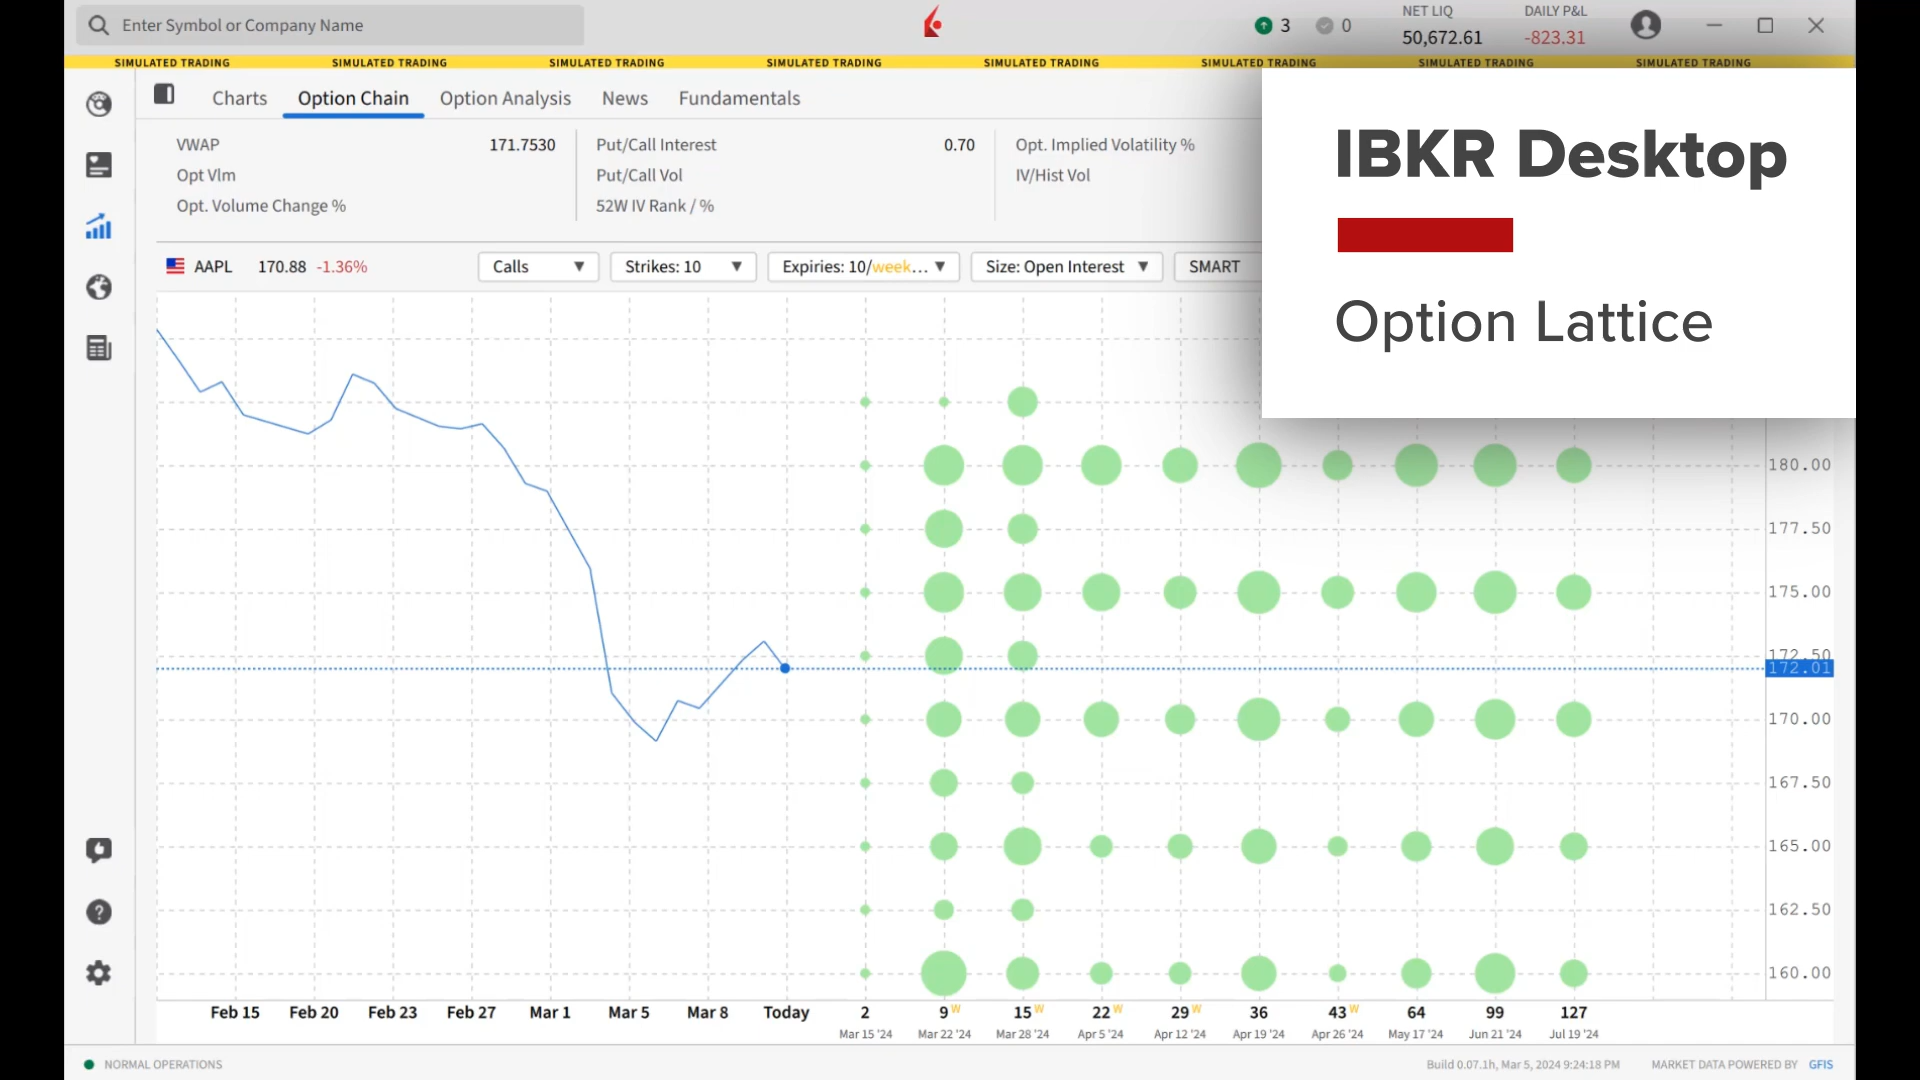 Enter Symbol or Company Name
3
0
NET LIQ
50,672.61
DAILY P&L
-823.31
SIMULATED TRADING SIMULATED TRADING SIMULATED TRADING SIMULATED TRADING SIMULATED TRADING SIMULATED TRADING SIMULATED TRADING SIMULATED TRADING
Charts Option Chain Option Analysis News Fundamentals
VWAP 171.7530
Opt Vlm
Opt. Volume Change %
Put/Call Interest 0.70
Put/Call Vol
52W IV Rank / %
Opt. Implied Volatility %
IV/Hist Vol
IBKR Desktop
Option Lattice
AAPL 170.88 -1.36% Calls Strikes: 10 Expiries: 10/week... Size: Open Interest SMART
180.00
177.50
175.00
172.50
172.01
170.00
167.50
165.00
162.50
160.00
Feb 15 Feb 20 Feb 23 Feb 27 Mar 1 Mar 5 Mar 8 Today 2 9 W 15 W 22 W 29 W 36 43 W 64 99 127
Mar 15 '24 Mar 22 '24 Mar 28 '24 Apr 5 '24 Apr 12 '24 Apr 19 '24 Apr 26 '24 May 17 '24 Jun 21 '24 Jul 19 '24
NORMAL OPERATIONS
Build 0.07.1h, Mar 5, 2024 9:24:18 PM
MARKET DATA POWERED BY GFIS